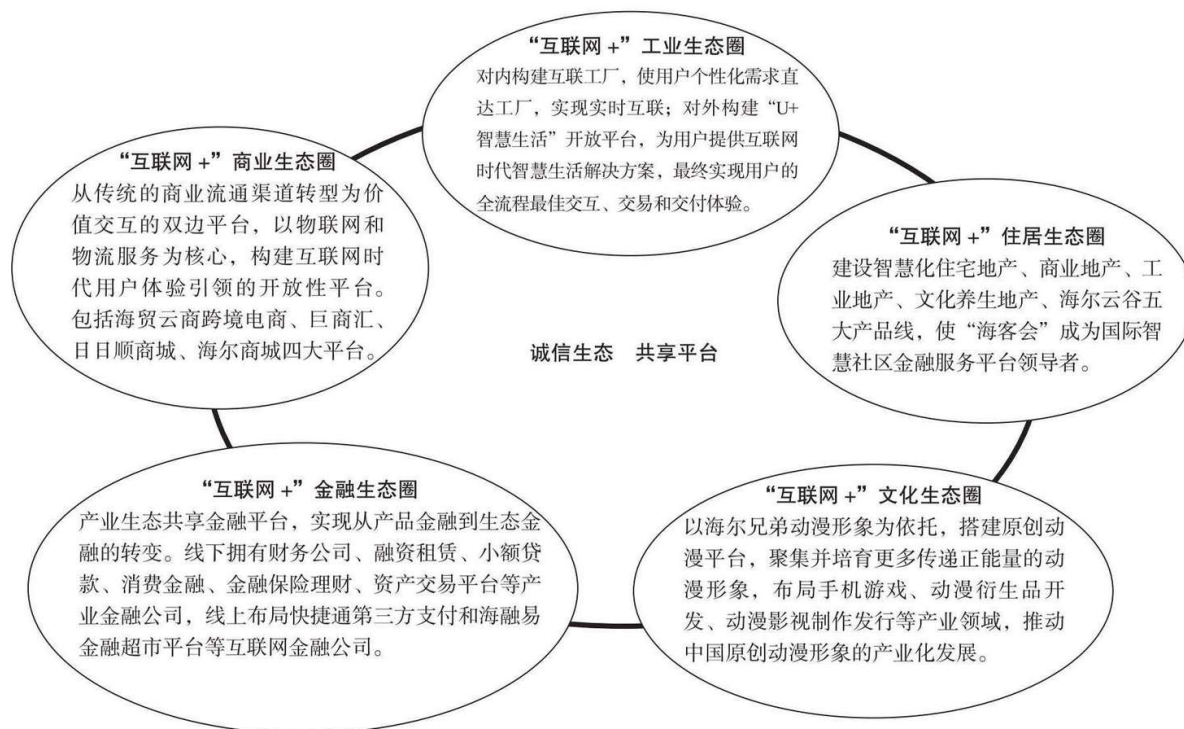 “互联网 +” 工业生态圈
对内构建互联工厂，使用户个性化需求直
达工厂，实现实时互联；对外构建 “U+
智慧生活” 开放平台，为用户提供互联网
时代智慧生活解决方案，最终实现用户的
全流程最佳交互、交易和交付体验。
“互联网 +” 商业生态圈
从传统的商业流通渠道转型为价
值交互的双边平台，以物联网和
物流服务为核心，构建互联网时
代用户体验引领的开放性平台。
包括海贸云商跨境电商、巨商汇、
日日顺商城、海尔商城四大平台。
“互联网 +” 住居生态圈
建设智慧化住宅地产、商业地产、工
业地产、文化养生地产、海尔云谷五
大产品线，使 “海客会” 成为国际智
慧社区金融服务平台领导者。
诚信生态 共享平台
“互联网 +” 金融生态圈
产业生态共享金融平台，实现从产品金融到生态金
融的转变。线下拥有财务公司、融资租赁、小额贷
款、消费金融、金融保险理财、资产交易平台等产
业金融公司，线上布局快捷通第三方支付和海融易
金融超市平台等互联网金融公司。
“互联网 +” 文化生态圈
以海尔兄弟动漫形象为依托，搭建原创动
漫平台，聚集并培育更多传递正能量的动
漫形象，布局手机游戏、动漫衍生品开
发、动漫影视制作发行等产业领域，推动
中国原创动漫形象的产业化发展。